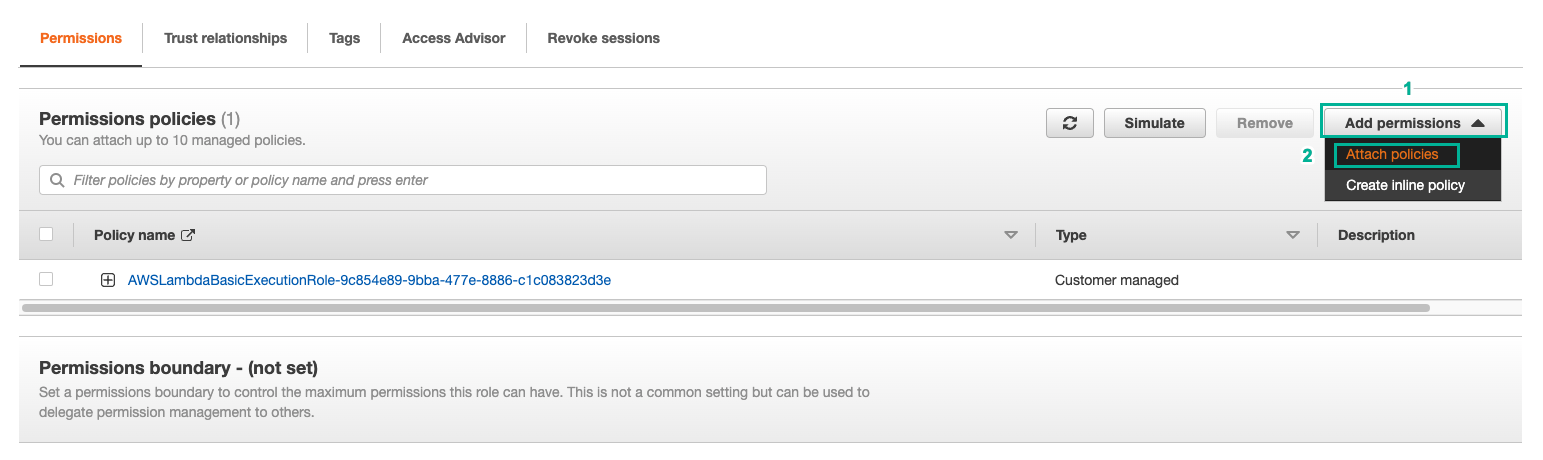 Permissions
Trust relationships
Tags
Access Advisor
Revoke sessions
1
Permissions policies (1)
You can attach up to 10 managed policies.
Simulate
Remove
Add permissions
2
Attach policies
Create inline policy
Filter policies by property or policy name and press enter
Policy name
Type
Description
AWSLambdaBasicExecutionRole-9c854e89-9bba-477e-8886-c1c083823d3e
Customer managed
Permissions boundary - (not set)
Set a permissions boundary to control the maximum permissions this role can have. This is not a common setting but can be used to
delegate permission management to others.